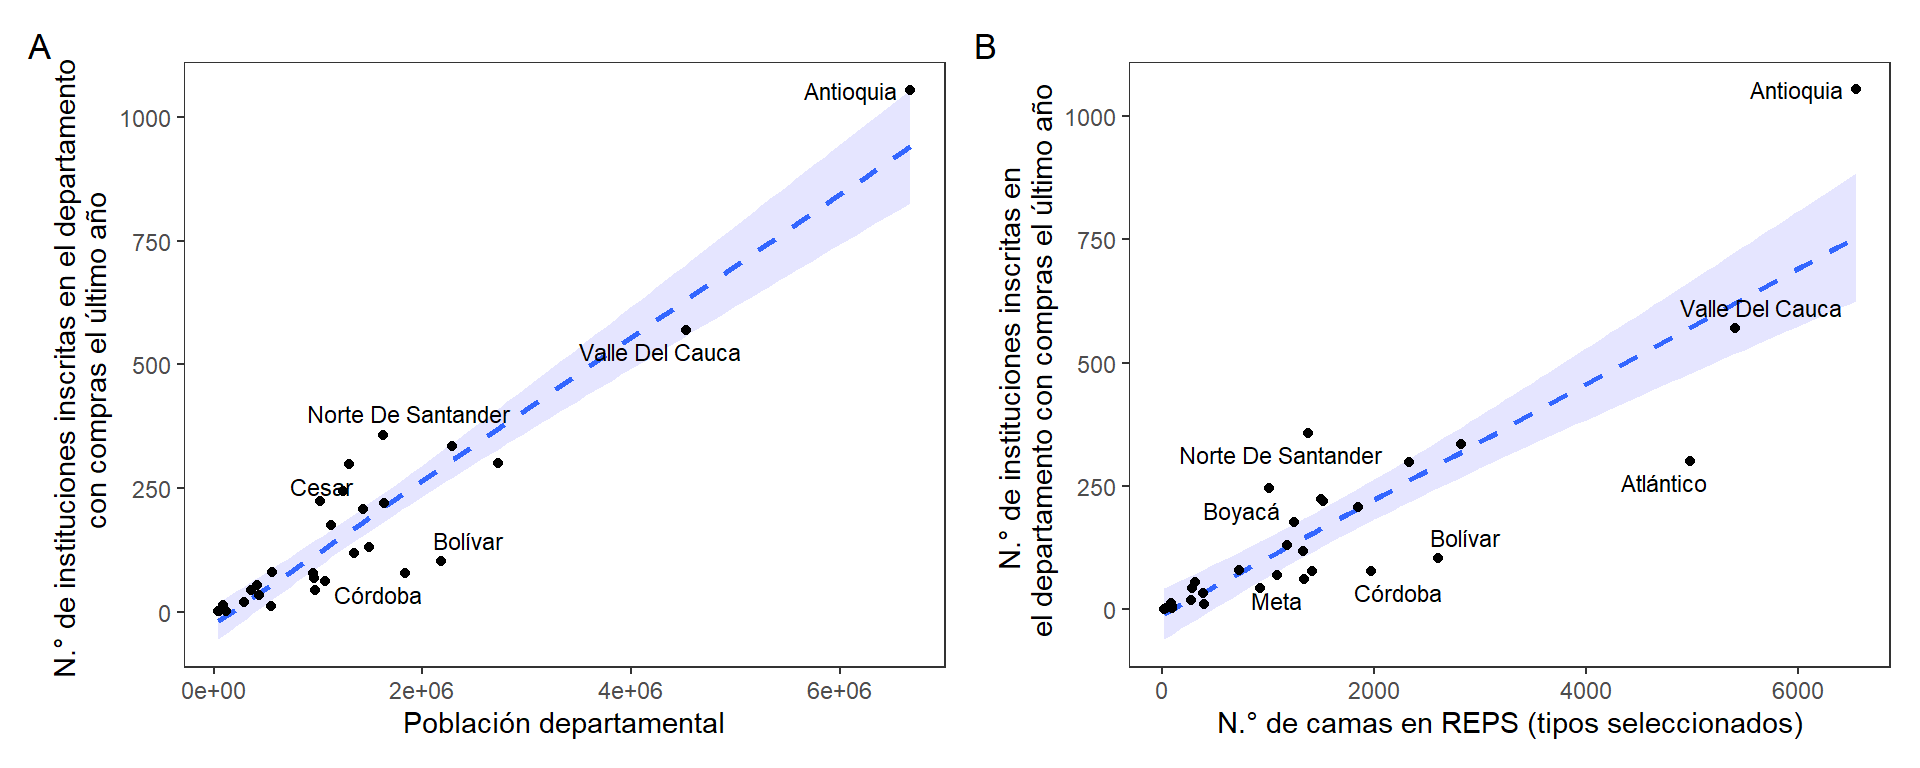 A
N.° de instituciones inscritas en el departamento
con compras el último año
1000
750
500
250
0
Antioquia
Valle Del Cauca
Norte De Santander
Cesar
Bolívar
Córdoba
0e+00
2e+06
4e+06
6e+06
Población departamental
B
N.° de instituciones inscritas en
el departamento con compras el último año
1000
750
500
250
0
Antioquia
Valle Del Cauca
Norte De Santander
Atlántico
Boyacá
Bolívar
Meta
Córdoba
0
2000
4000
6000
N.° de camas en REPS (tipos seleccionados)